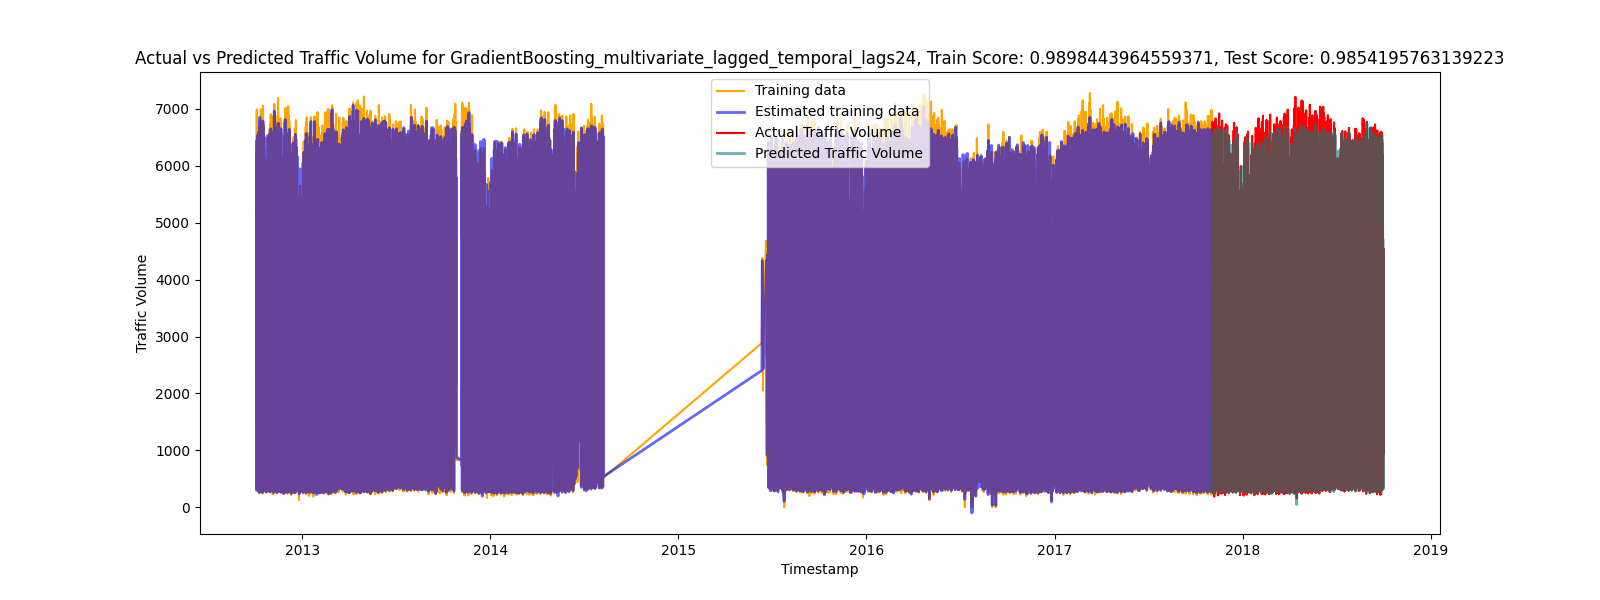 Actual vs Predicted Traffic Volume for GradientBoosting_multivariate_lagged_temporal_lags24, Train Score: 0.9898443964559371, Test Score: 0.9854195763139223
Training data
Estimated training data
Actual Traffic Volume
Predicted Traffic Volume
7000
6000
5000
4000
3000
2000
1000
0
Traffic Volume
2013
2014
2015
2016
2017
2018
2019
Timestamp